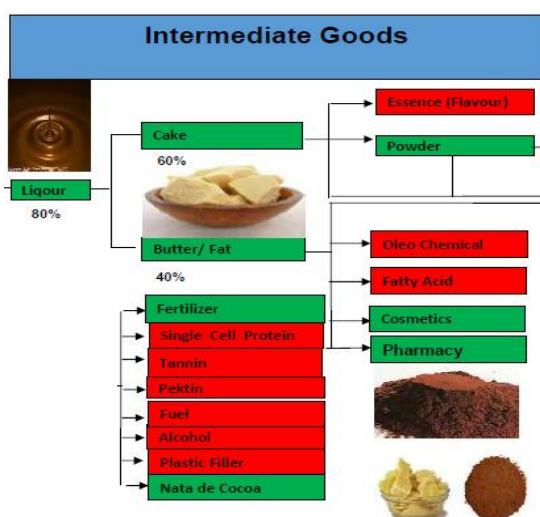 Intermediate Goods
Essence (Flavour)
Cake
Powder
60%
Liqour
80%
Butter/ Fat
Oleo Chemical
40%
Fatty Acid
Fertilizer
Cosmetics
Single Cell Protein
Pharmacy
Tannin
Pektin
Fuel
Alcohol
Plastic Filler
Nata de Cocoa